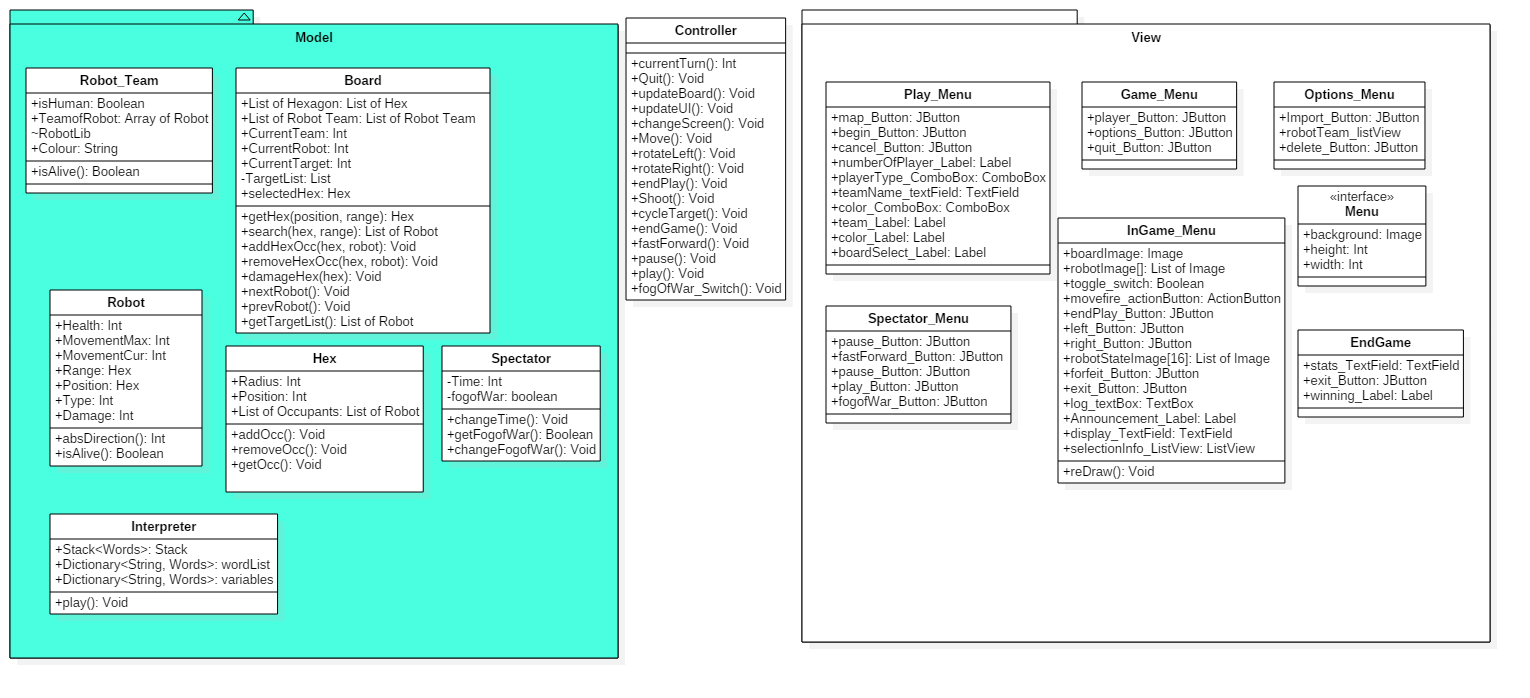 Model
Robot_Team
+isHuman: Boolean
+TeamofRobot: Array of Robot
~RobotLib
+Colour: String
+isAlive(): Boolean
Board
+List of Hexagon: List of Hex
+List of Robot Team: List of Robot Team
+CurrentTeam: Int
+CurrentRobot: Int
+CurrentTarget: Int
-TargetList: List
+selectedHex: Hex
+getHex(position, range): Hex
+search(hex, range): List of Robot
+addHexOcc(hex, robot): Void
+removeHexOcc(hex, robot): Void
+damageHex(hex): Void
+nextRobot(): Void
+prevRobot(): Void
+getTargetList(): List of Robot
Robot
+Health: Int
+MovementMax: Int
+MovementCur: Int
+Range: Hex
+Position: Hex
+Type: Int
+Damage: Int
+absDirection(): Int
+isAlive(): Boolean
Hex
+Radius: Int
+Position: Int
+List of Occupants: List of Robot
+addOcc(): Void
+removeOcc(): Void
+getOcc(): Void
Spectator
-Time: Int
-fogofWar: boolean
+changeTime(): Void
+getFogofWar(): Boolean
+changeFogofWar(): Void
Interpreter
+Stack<Words>: Stack
+Dictionary<String, Words>: wordList
+Dictionary<String, Words>: variables
+play(): Void
Controller
+currentTurn(): Int
+Quit(): Void
+updateBoard(): Void
+updateUI(): Void
+changeScreen(): Void
+Move(): Void
+rotateLeft(): Void
+rotateRight(): Void
+endPlay(): Void
+Shoot(): Void
+cycleTarget(): Void
+endGame(): Void
+fastForward(): Void
+pause(): Void
+play(): Void
+fogOfWar_Switch(): Void
View
Play_Menu
+map_Button: JButton
+begin_Button: JButton
+cancel_Button: JButton
+numberOfPlayer_Label: Label
+playerType_ComboBox: ComboBox
+teamName_textField: TextField
+color_ComboBox: ComboBox
+team_Label: Label
+color_Label: Label
+boardSelect_Label: Label
Game_Menu
+player_Button: JButton
+options_Button: JButton
+quit_Button: JButton
Options_Menu
+Import_Button: JButton
+robotTeam_listView
+delete_Button: JButton
«interface»
Menu
+background: Image
+height: Int
+width: Int
InGame_Menu
+boardImage: Image
+robotImage[]: List of Image
+toggle_switch: Boolean
+movefire_actionButton: ActionButton
+endPlay_Button: JButton
+left_Button: JButton
+right_Button: JButton
+robotStateImage[16]: List of Image
+forfeit_Button: JButton
+exit_Button: JButton
+log_textBox: TextBox
+Announcement_Label: Label
+display_TextField: TextField
+selectionInfo_ListView: ListView
+reDraw(): Void
Spectator_Menu
+pause_Button: JButton
+fastForward_Button: JButton
+pause_Button: JButton
+play_Button: JButton
+fogofWar_Button: JButton
EndGame
+stats_TextField: TextField
+exit_Button: JButton
+winning_Label: Label